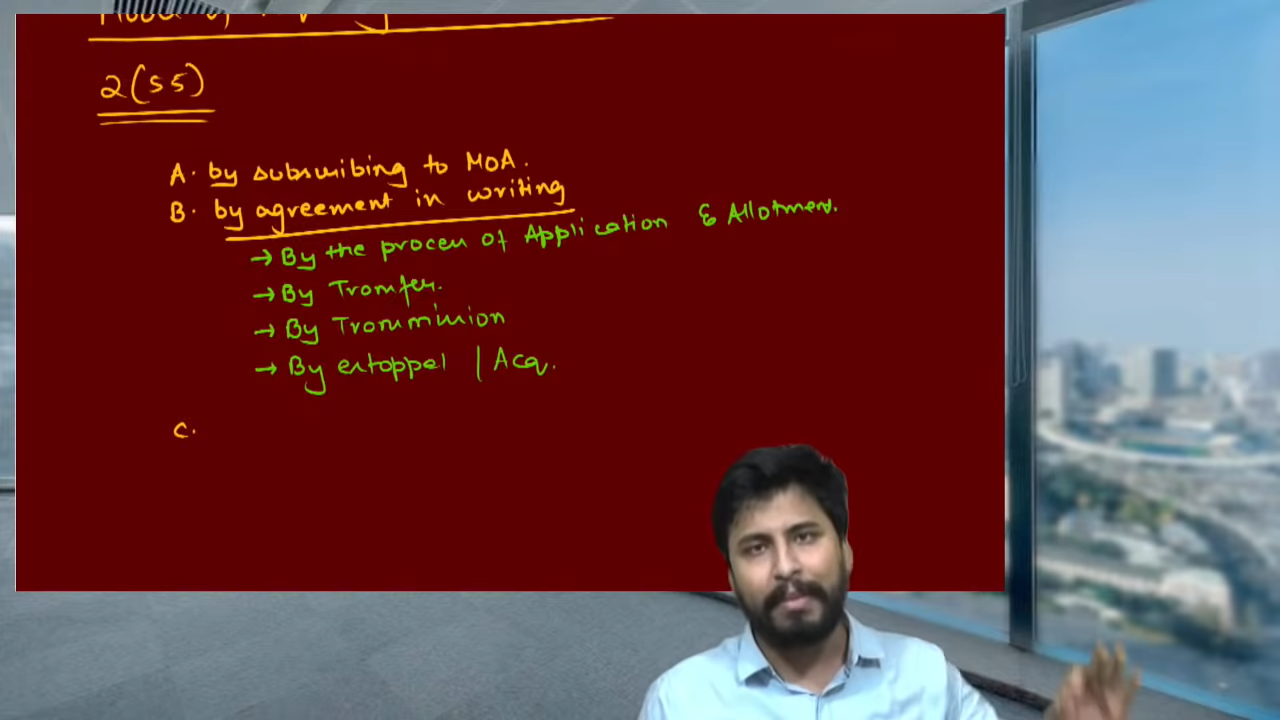 2(55)
A. by subscribing to MOA.
B. by agreement in writing
→ By the process of Application & Allotment.
→ By Transfer.
→ By Transmission
→ By estoppel / Acq.
C.